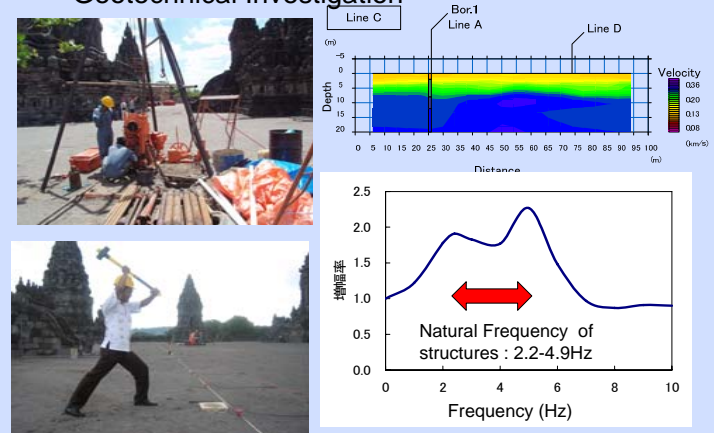 Geotechnical Investigation
Line C
Bor.1
Line A
Line D
(m)
Depth
-5
0
5
10
15
20
0 5 10 15 20 25 30 35 40 45 50 55 60 65 70 75 80 85 90 95 100
(m)
Distance
Velocity
0.36
0.20
0.13
0.08
(km/s)
増幅率
2.5
2.0
1.5
1.0
0.5
0.0
Natural Frequency of
structures : 2.2-4.9Hz
0 2 4 6 8 10
Frequency (Hz)